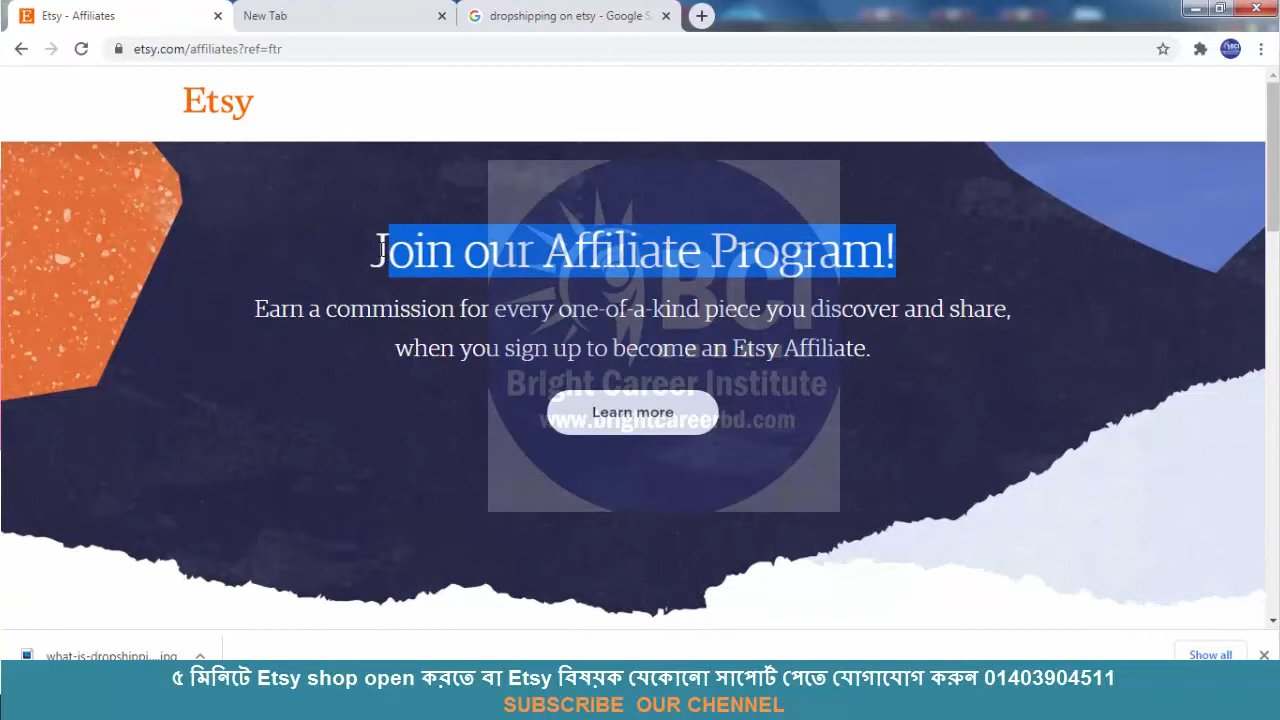 Etsy - Affiliates
New Tab
dropshipping on etsy - Google S
etsy.com/affiliates?ref=ftr
Etsy
Join our Affiliate Program!
Earn a commission for every one-of-a-kind piece you discover and share,
when you sign up to become an Etsy Affiliate.
BCI
Bright Career Institute
Learn more
www.brightcareerbd.com
what-is-dropshippi....jpg
Show all
৫ মিনিটে Etsy shop open করতে বা Etsy বিষয়ক যেকোনো সাপোর্ট পেতে যোগাযোগ করুন 01403904511
SUBSCRIBE OUR CHENNEL